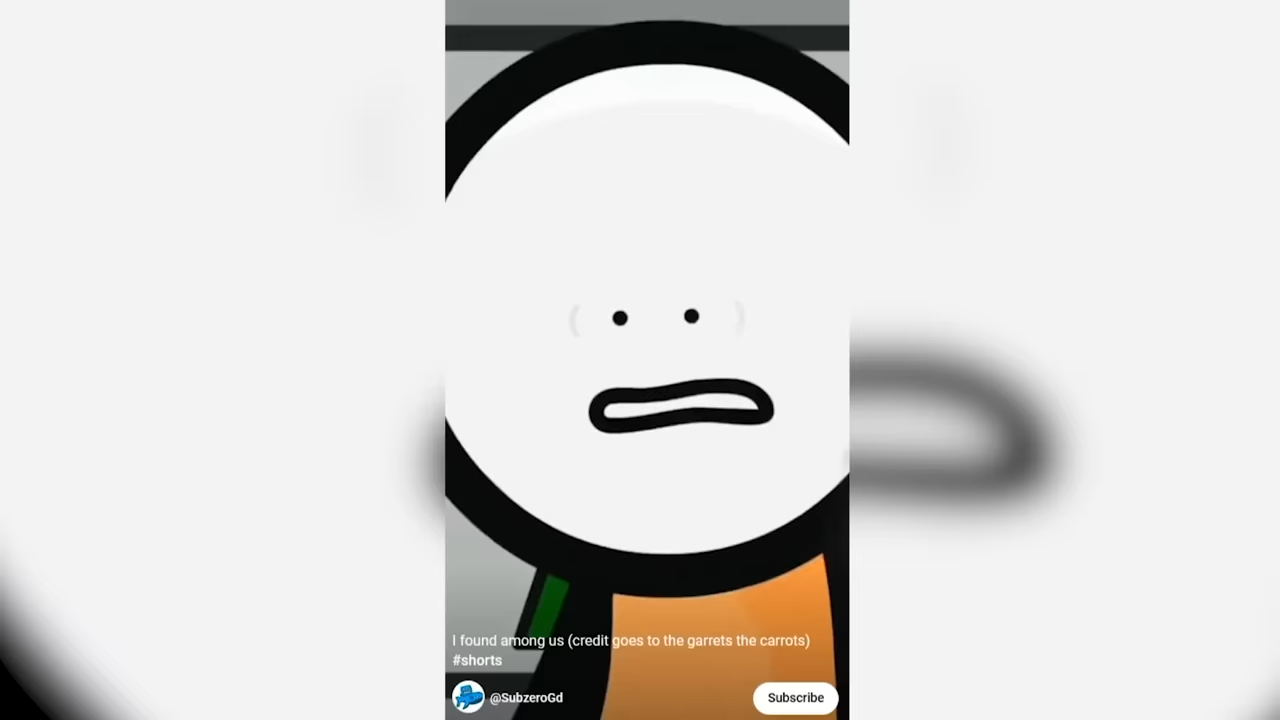 I found among us (credit goes to the garrets the carrots)
#shorts
@SubzeroGd
Subscribe